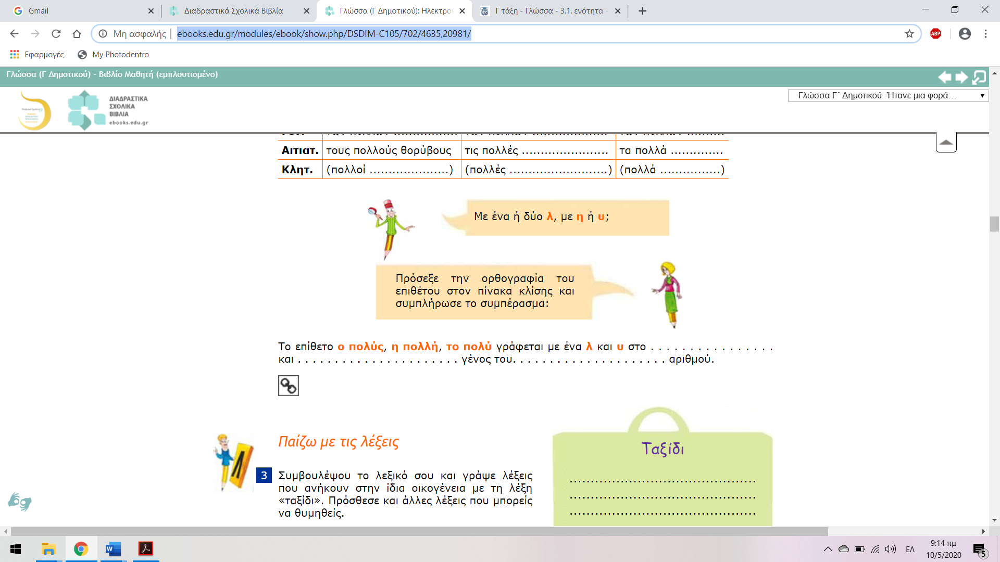 Gmail
Διαδραστικά Σχολικά Βιβλία
Γλώσσα (Γ Δημοτικού): Ηλεκτρον
Γ τάξη - Γλώσσα - 3.1. ενότητα -
Μη ασφαλής
ebooks.edu.gr/modules/ebook/show.php/DSDIM-C105/702/4635,20981/
ABP
Εφαρμογές
My Photodentro
Γλώσσα (Γ Δημοτικού) - Βιβλίο Μαθητή (εμπλουτισμένο)
Γλώσσα Γ΄ Δημοτικού -Ήτανε μια φορά…
ΔΙΑΔΡΑΣΤΙΚΑ
ΣΧΟΛΙΚΑ
ΒΙΒΛΙΑ
ebooks.edu.gr
Αιτιατ. τους πολλούς θορύβους τις πολλές ....................... τα πολλά ..............
Κλητ. (πολλοί .....................) (πολλές ..........................) (πολλά ................)
Με ένα ή δύο λ, με η ή υ;
Πρόσεξε την ορθογραφία του
επιθέτου στον πίνακα κλίσης και
συμπλήρωσε το συμπέρασμα:
Το επίθετο ο πολύς, η πολλή, το πολύ γράφεται με ένα λ και υ στο . . . . . . . . . . . . . . . . .
και . . . . . . . . . . . . . . . . . . . . . . γένος του. . . . . . . . . . . . . . . . . . . . . αριθμού.
Παίζω με τις λέξεις
Ταξίδι
3 Συμβουλέψου το λεξικό σου και γράψε λέξεις
που ανήκουν στην ίδια οικογένεια με τη λέξη
«ταξίδι». Πρόσθεσε και άλλες λέξεις που μπορείς
να θυμηθείς.
.............................................
.............................................
.............................................
ΕΛ
9:14 πμ
10/5/2020
5